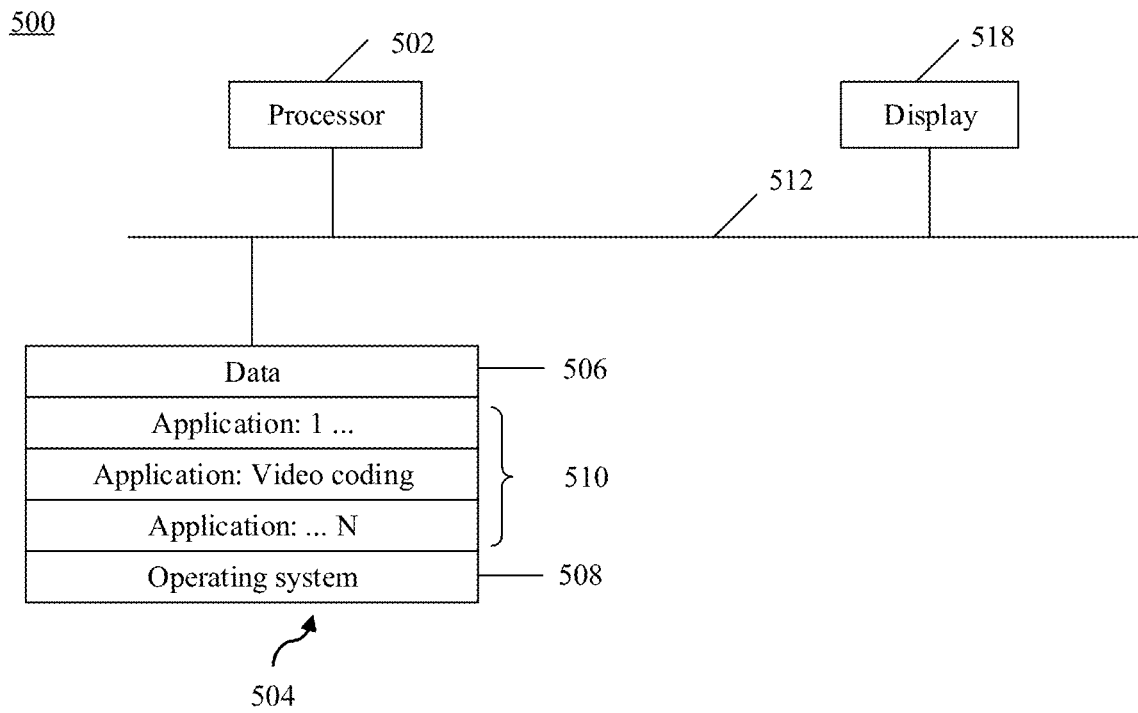 500
502
518
Processor
Display
512
Data
506
Application: 1 ...
Application: Video coding
510
Application: ... N
Operating system
508
504